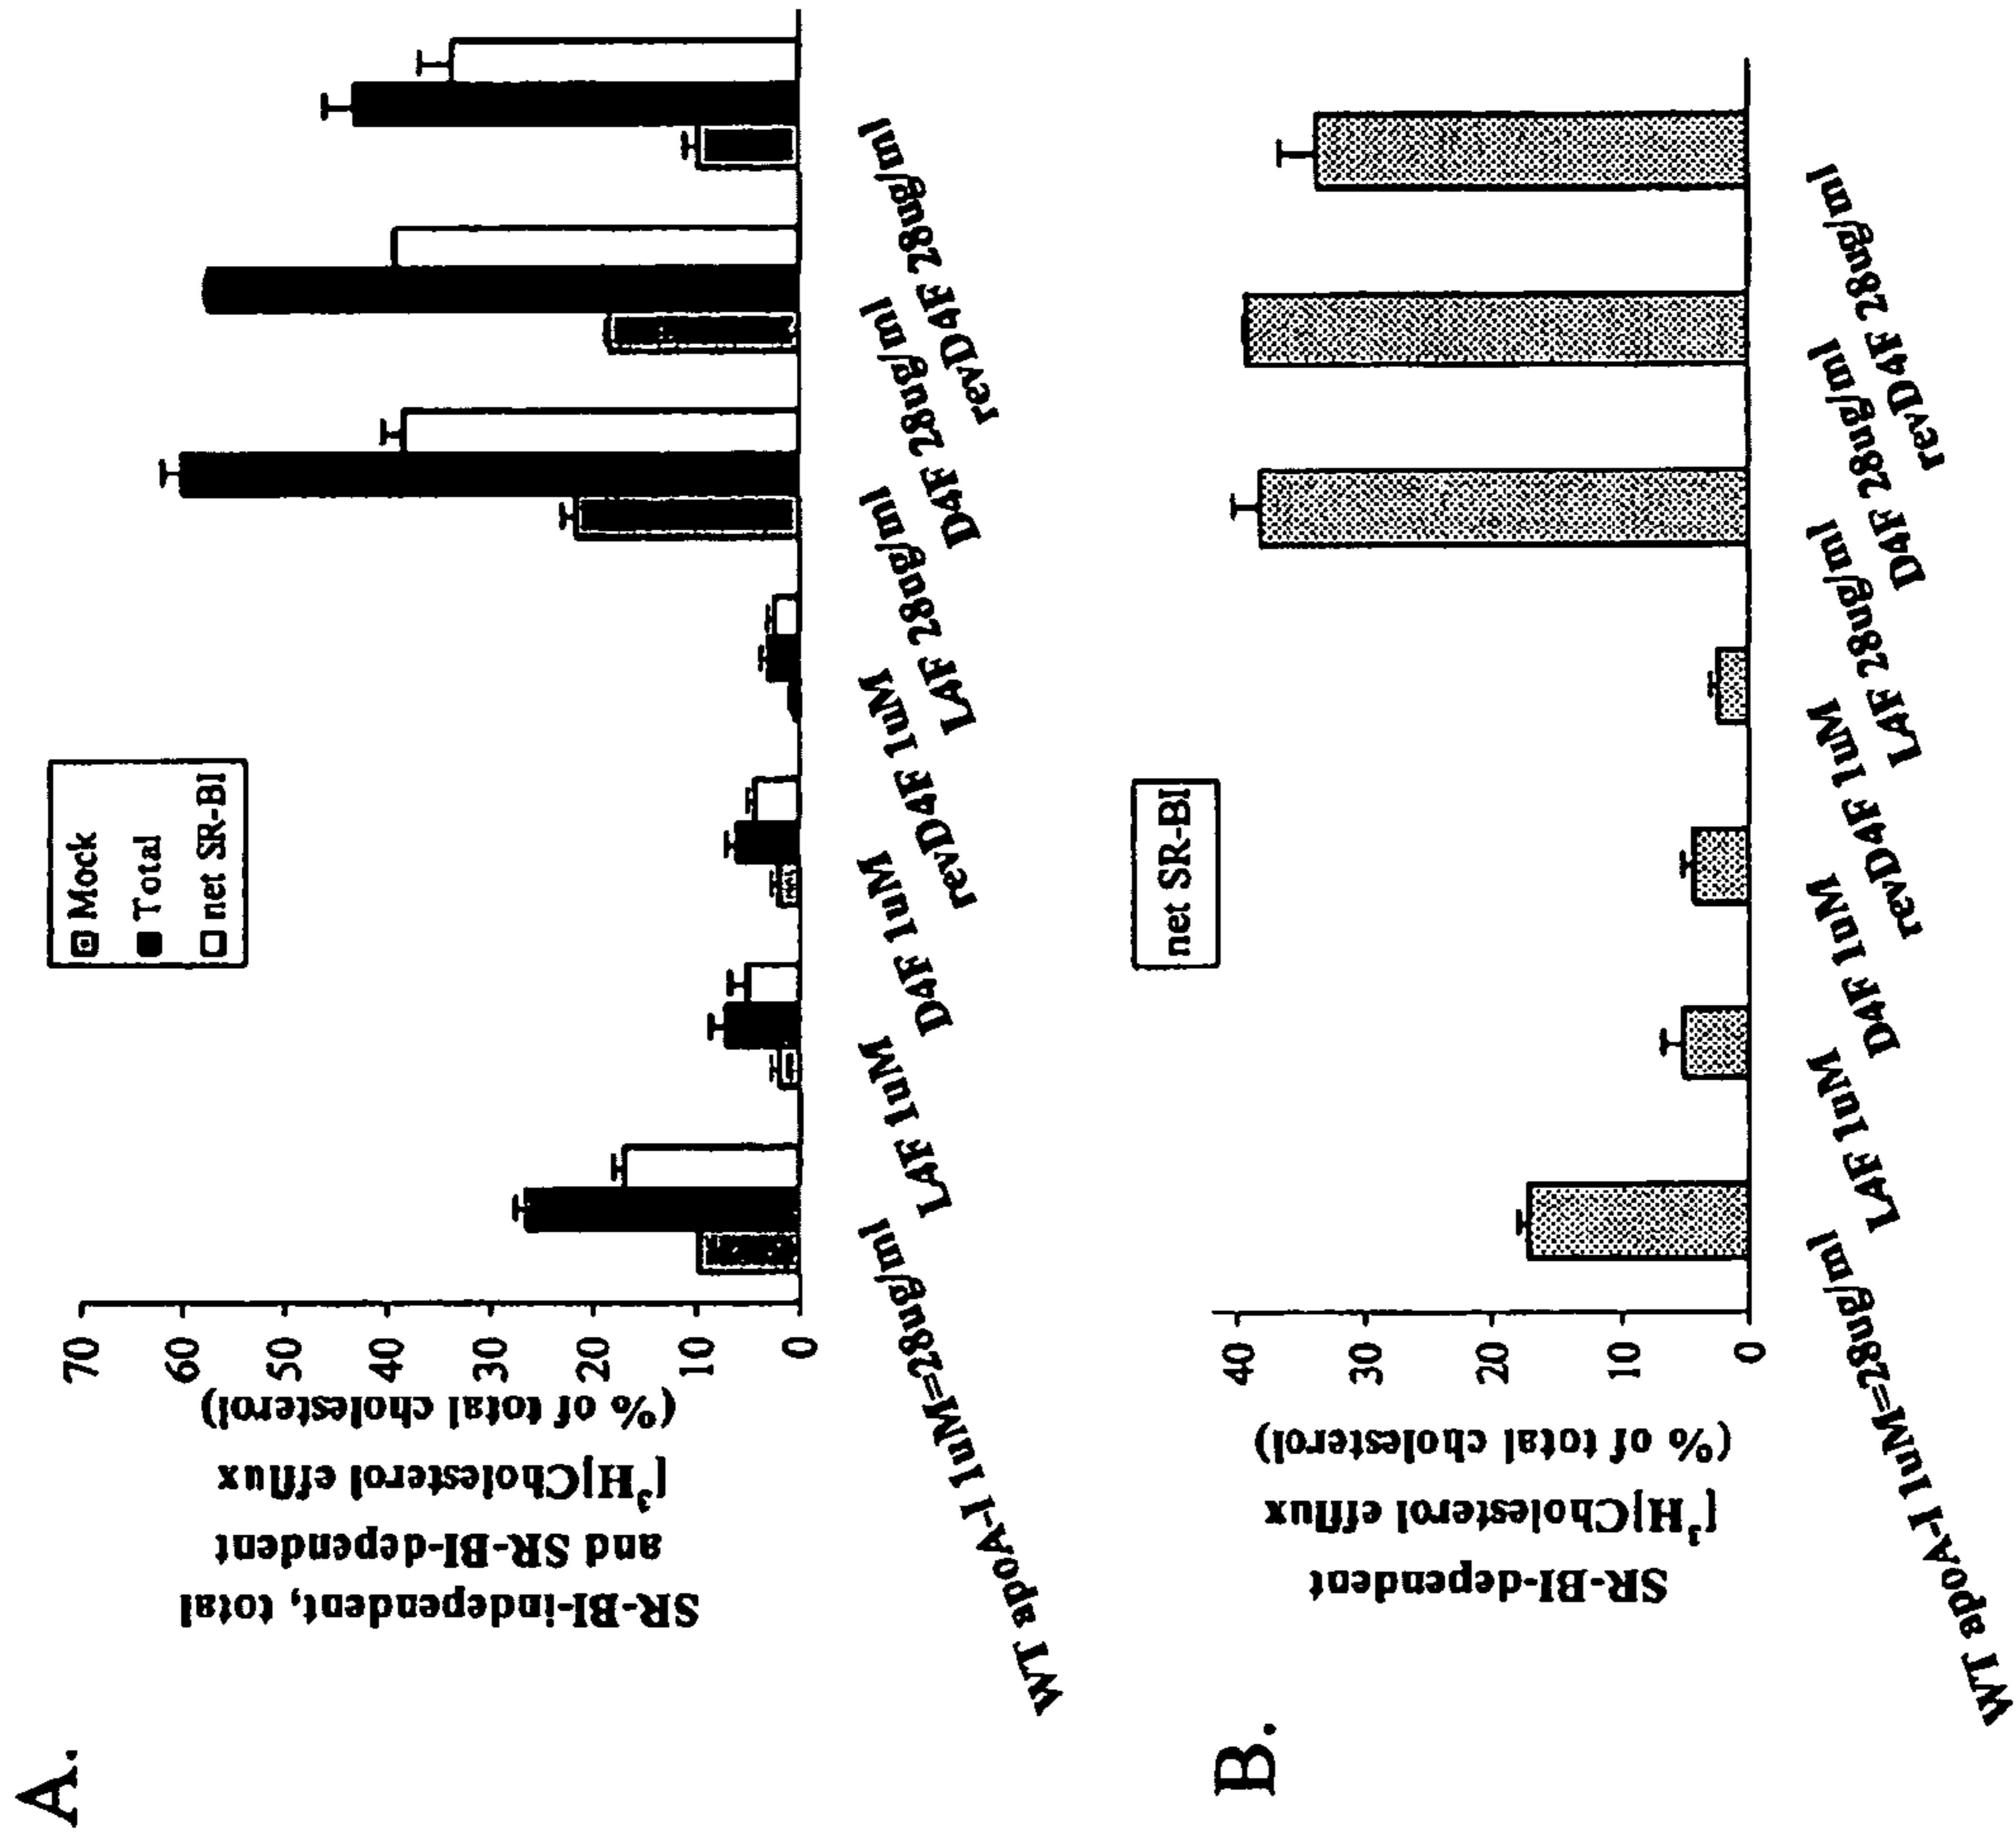 A.
SR-BI-independent, total
and SR-BI-dependent
[³H]Cholesterol efflux
(% of total cholesterol)
70
60
50
40
30
20
10
0
Mock
Total
net SR-BI
WT apoA-I 1uM=28ug/ml
L4F 1uM
D4F 1uM
revD4F 1uM
L4F 28ug/ml
D4F 28ug/ml
revD4F 28ug/ml
B.
SR-BI-dependent
[³H]Cholesterol efflux
(% of total cholesterol)
40
30
20
10
0
net SR-BI
WT apoA-I 1uM=28ug/ml
L4F 1uM
D4F 1uM
revD4F 1uM
L4F 28ug/ml
D4F 28ug/ml
revD4F 28ug/ml